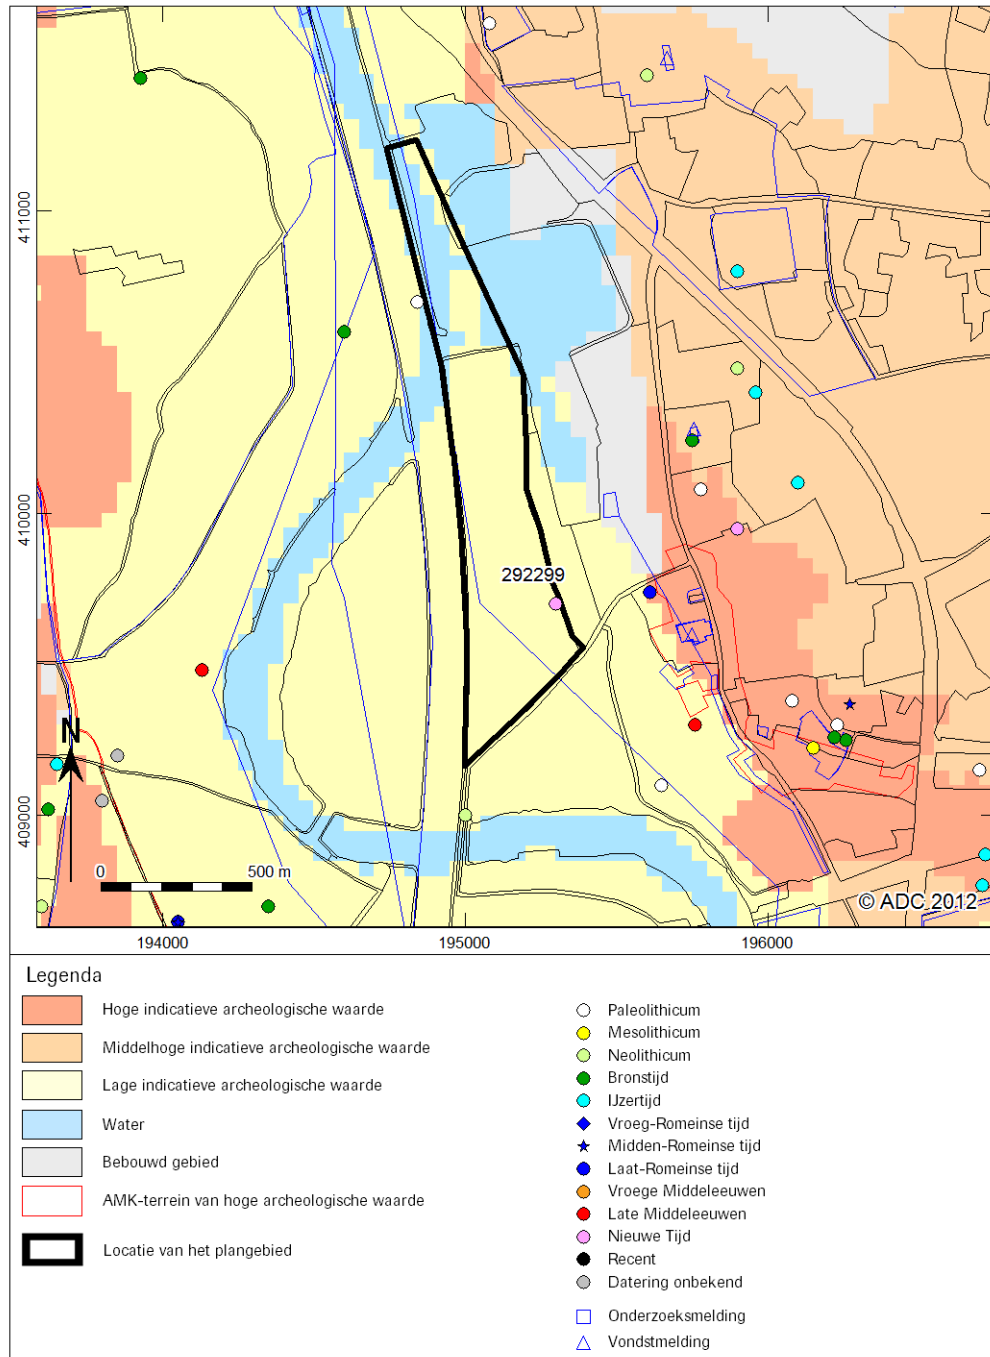 411000
410000
292299
N
409000
0 500 m
© ADC 2012
194000 195000 196000
Legenda
Hoge indicatieve archeologische waarde
Middelhoge indicatieve archeologische waarde
Lage indicatieve archeologische waarde
Water
Bebouwd gebied
AMK-terrein van hoge archeologische waarde
Locatie van het plangebied
Paleolithicum
Mesolithicum
Neolithicum
Bronstijd
IJzertijd
Vroeg-Romeinse tijd
Midden-Romeinse tijd
Laat-Romeinse tijd
Vroege Middeleeuwen
Late Middeleeuwen
Nieuwe Tijd
Recent
Datering onbekend
Onderzoeksmelding
Vondstmelding